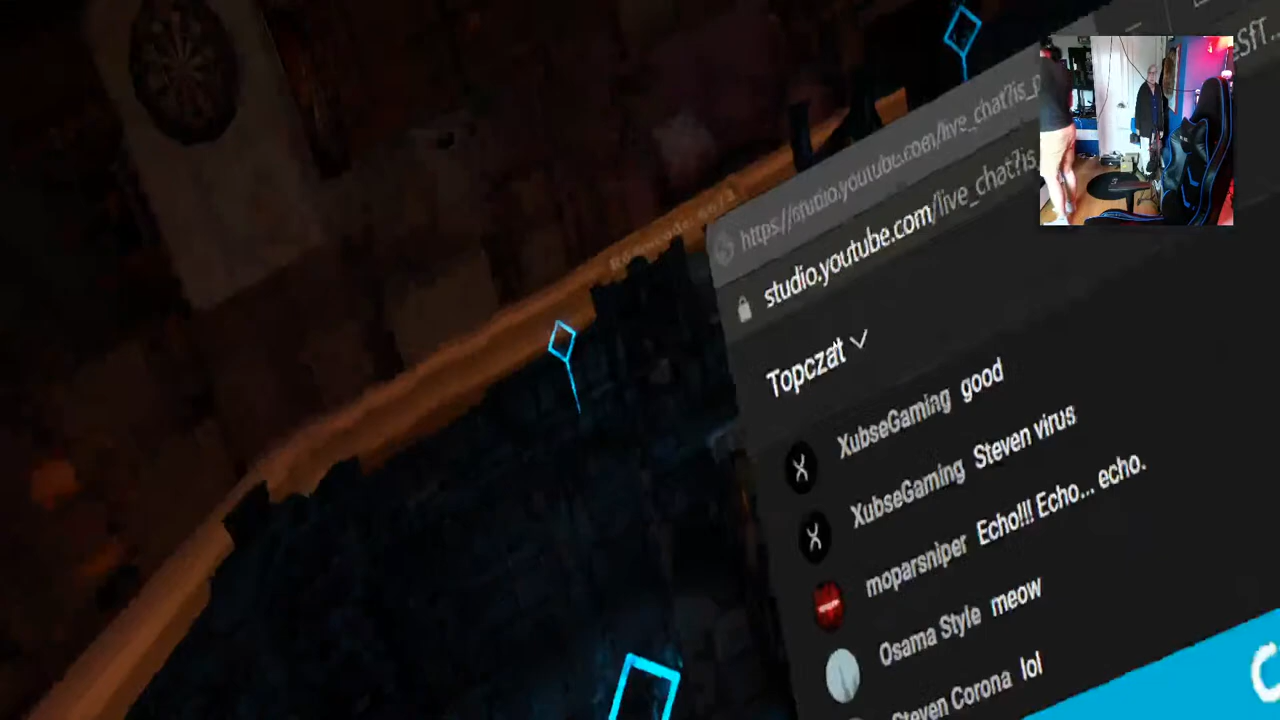 https://studio.youtube.com/live_chat?is_p
studio.youtube.com/live_chat?is
Topczat
XubseGaming good
XubseGaming Steven virus
moparsniper Echo!!! Echo... echo.
Osama Style meow
Steven Corona lol